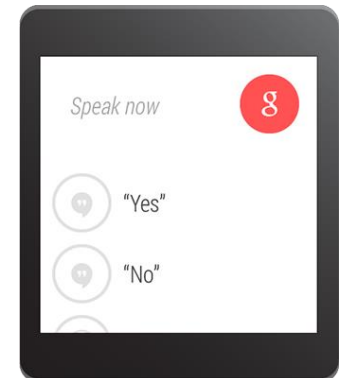 Speak now
g
“Yes”
“No”